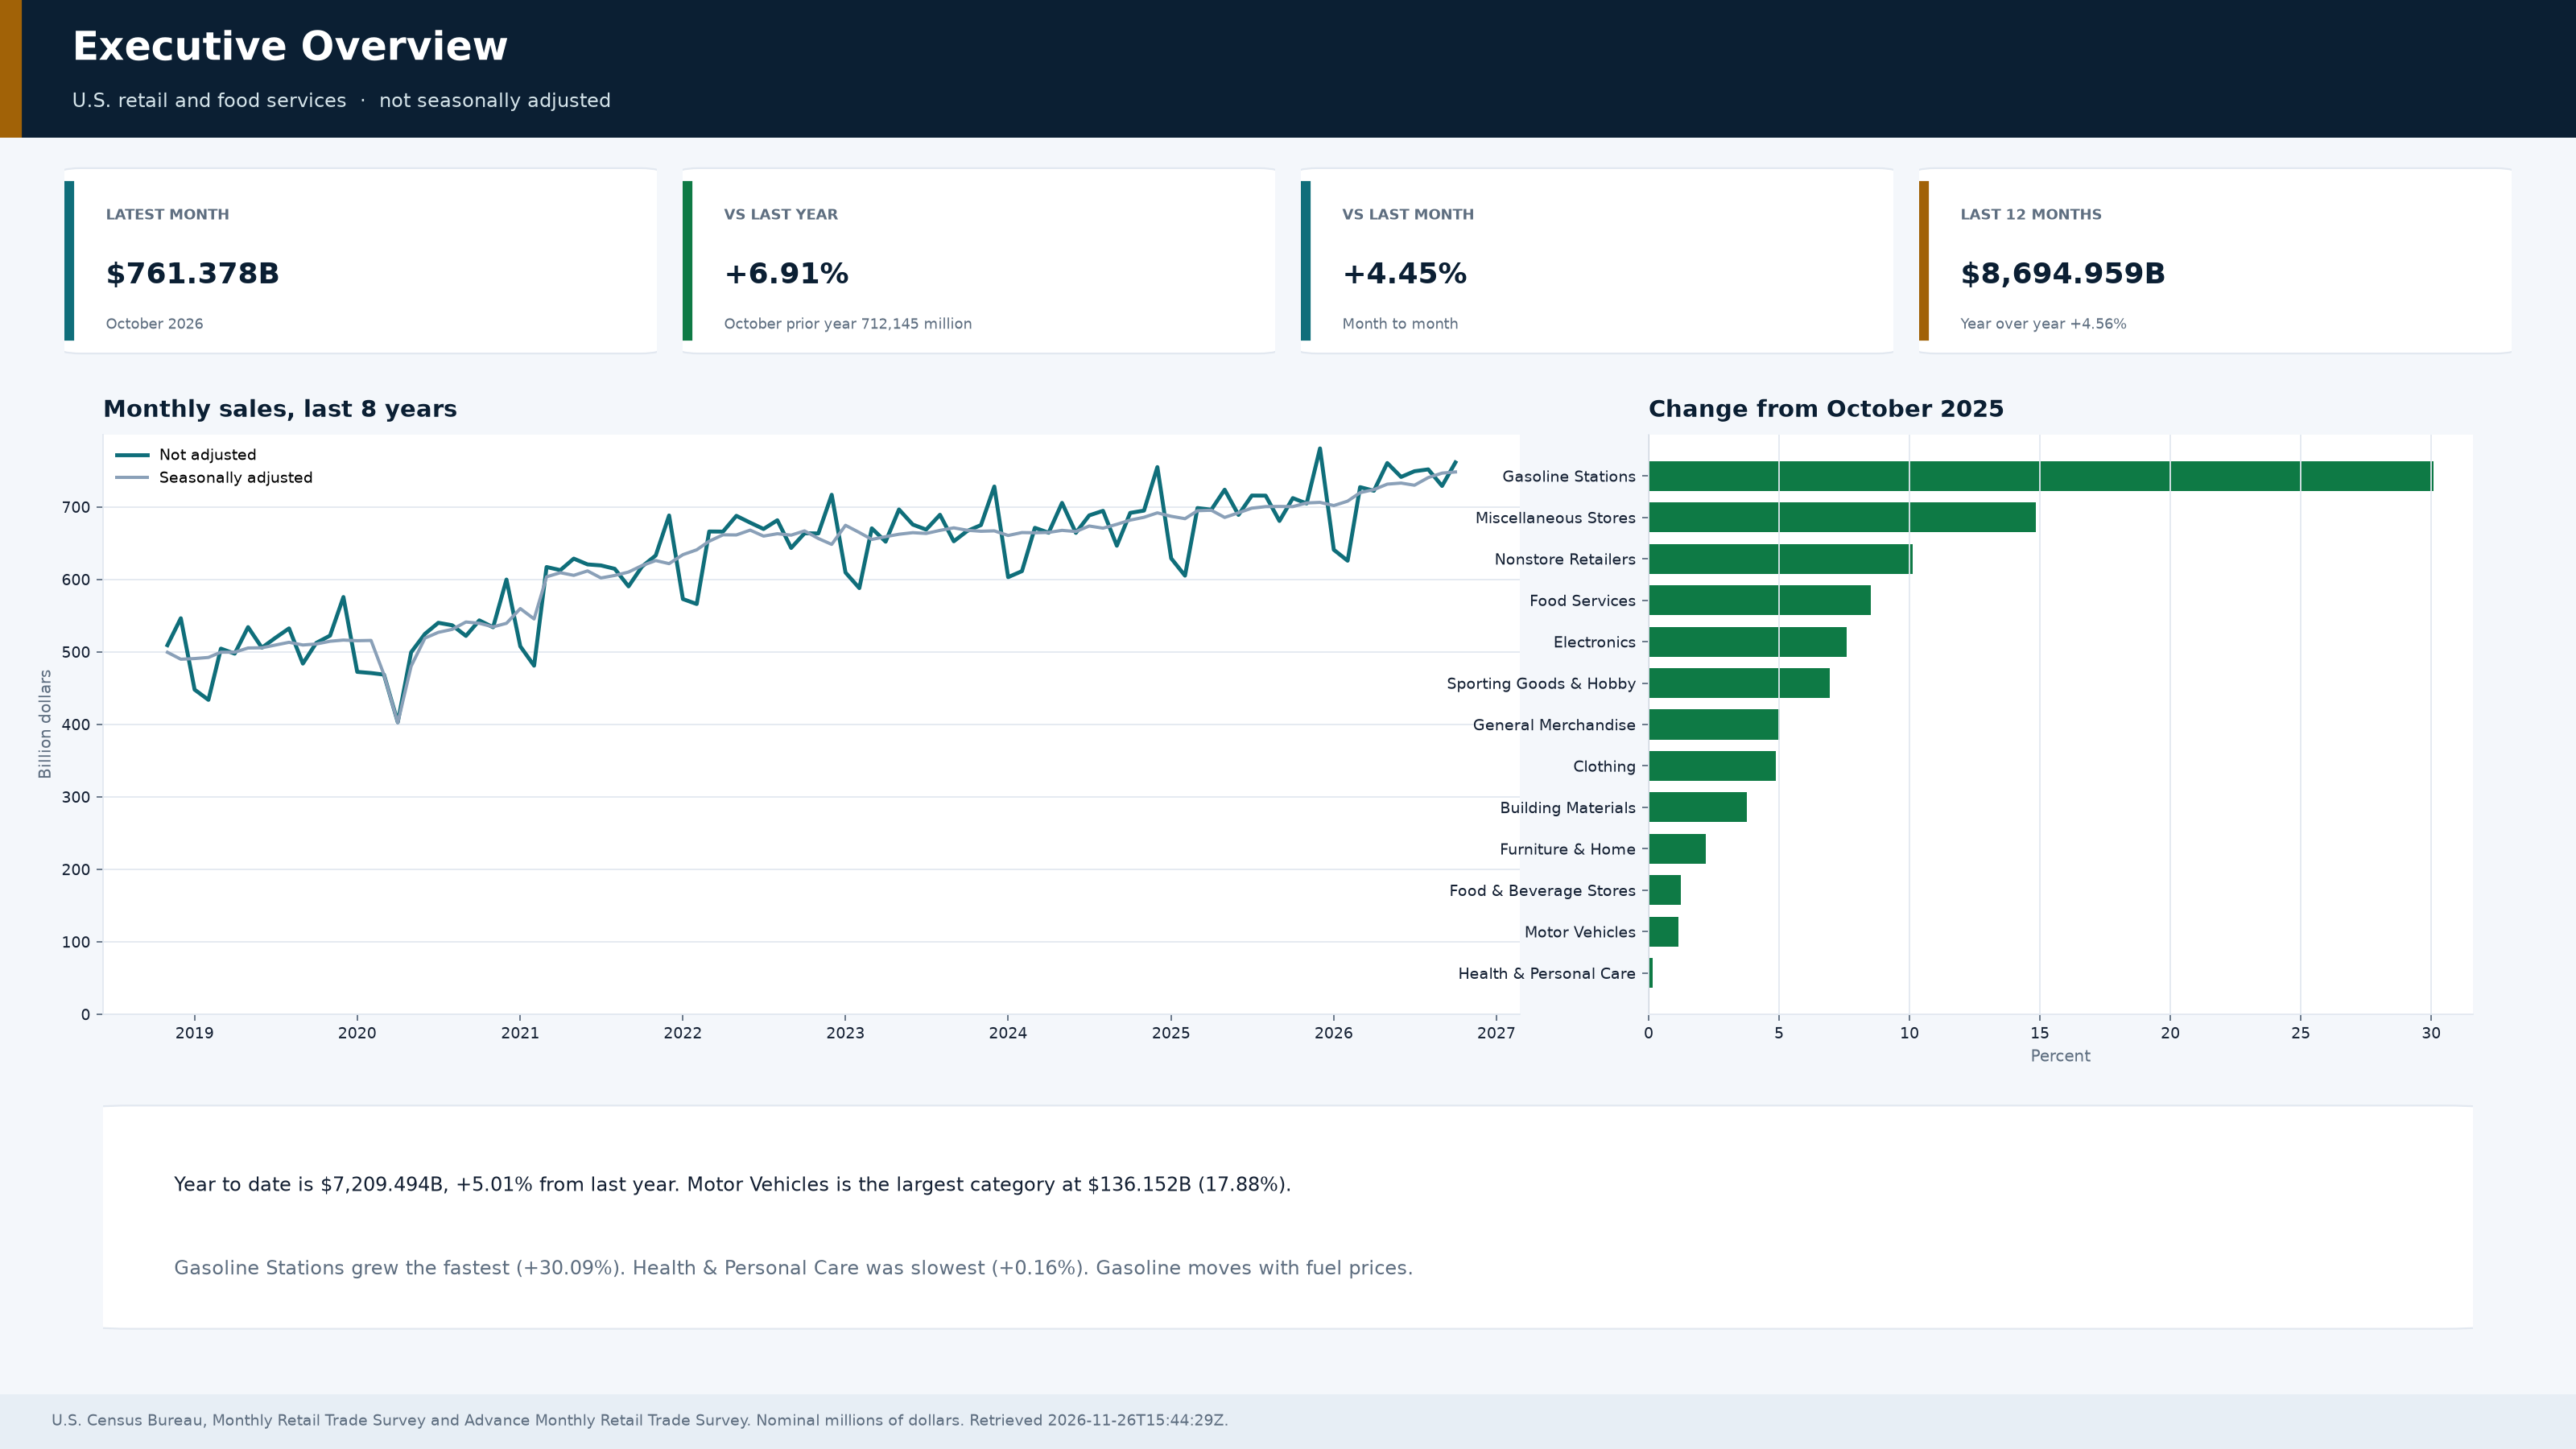 Executive Overview
U.S. retail and food services · not seasonally adjusted
LATEST MONTH
$761.378B
October 2026
VS LAST YEAR
+6.91%
October prior year 712,145 million
VS LAST MONTH
+4.45%
Month to month
LAST 12 MONTHS
$8,694.959B
Year over year +4.56%
Monthly sales, last 8 years
Not adjusted
Seasonally adjusted
Billion dollars
700
600
500
400
300
200
100
0
2019 2020 2021 2022 2023 2024 2025 2026 2027
Change from October 2025
Gasoline Stations
Miscellaneous Stores
Nonstore Retailers
Food Services
Electronics
Sporting Goods & Hobby
General Merchandise
Clothing
Building Materials
Furniture & Home
Food & Beverage Stores
Motor Vehicles
Health & Personal Care
0 5 10 15 20 25 30
Percent
Year to date is $7,209.494B, +5.01% from last year. Motor Vehicles is the largest category at $136.152B (17.88%).
Gasoline Stations grew the fastest (+30.09%). Health & Personal Care was slowest (+0.16%). Gasoline moves with fuel prices.
U.S. Census Bureau, Monthly Retail Trade Survey and Advance Monthly Retail Trade Survey. Nominal millions of dollars. Retrieved 2026-11-26T15:44:29Z.